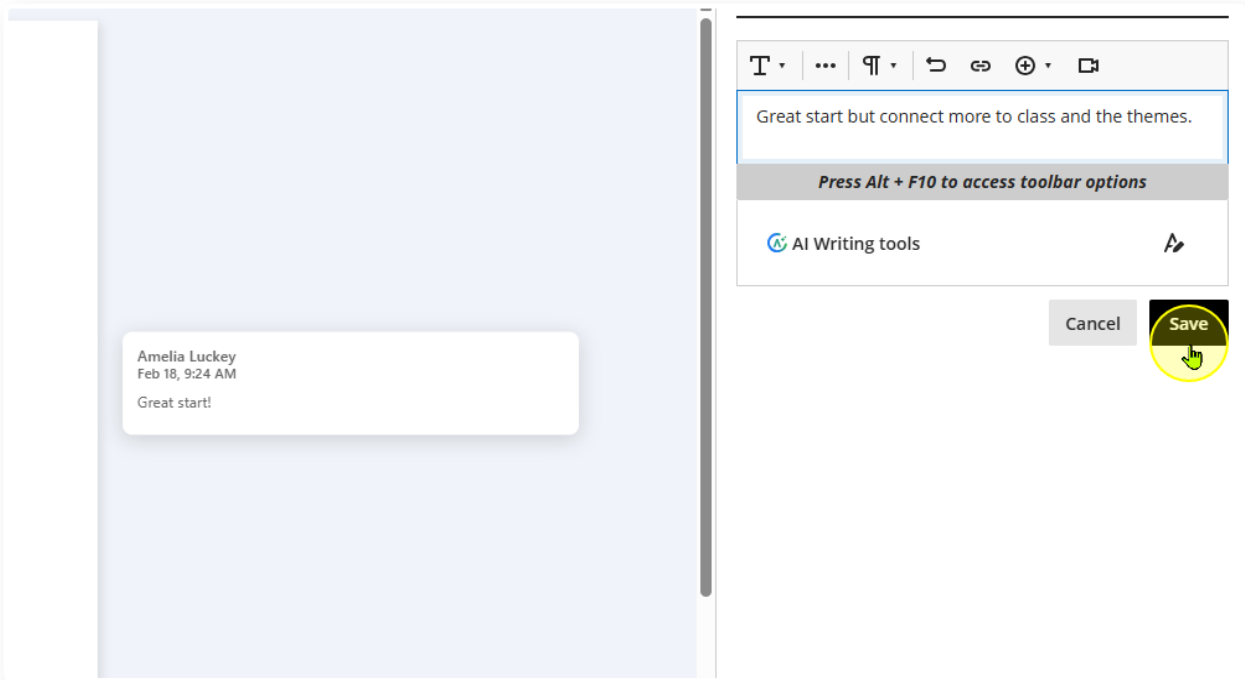 Great start but connect more to class and the themes.
Press Alt + F10 to access toolbar options
AI Writing tools
Cancel
Save
Amelia Luckey
Feb 18, 9:24 AM
Great start!